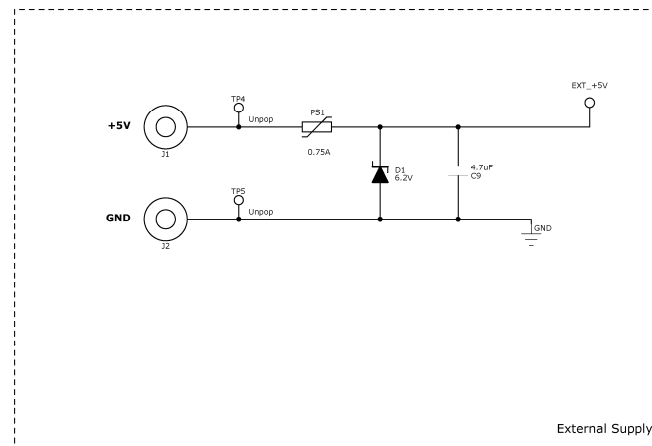 EXT_+5V
TP4
PS1
Unpop
+5V
J1
0.75A
D1
6.2V
4.7uF
C9
TP5
Unpop
GND
J2
GND
External Supply